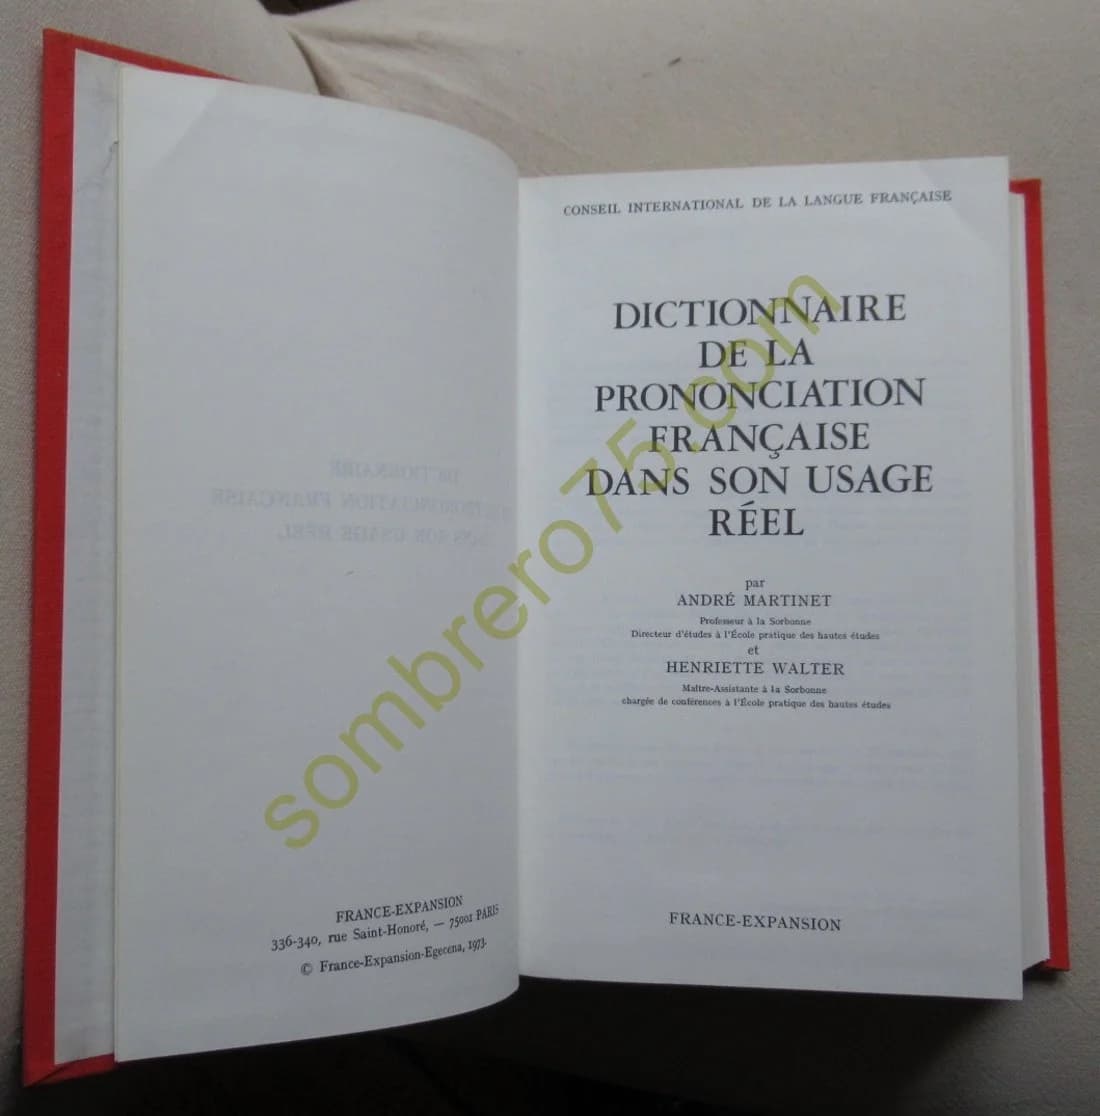 FRANCE-EXPANSION
336-340, rue Saint-Honoré, — 75001 PARIS
© France-Expansion-Egecena, 1973.
CONSEIL INTERNATIONAL DE LA LANGUE FRANÇAISE
DICTIONNAIRE
DE LA
PRONONCIATION
FRANÇAISE
DANS SON USAGE
RÉEL
par
ANDRÉ MARTINET
Professeur à la Sorbonne
Directeur d'études à l'École pratique des hautes études
et
HENRIETTE WALTER
Maître-Assistante à la Sorbonne
chargée de conférences à l'École pratique des hautes études
FRANCE-EXPANSION
sombrero75.com